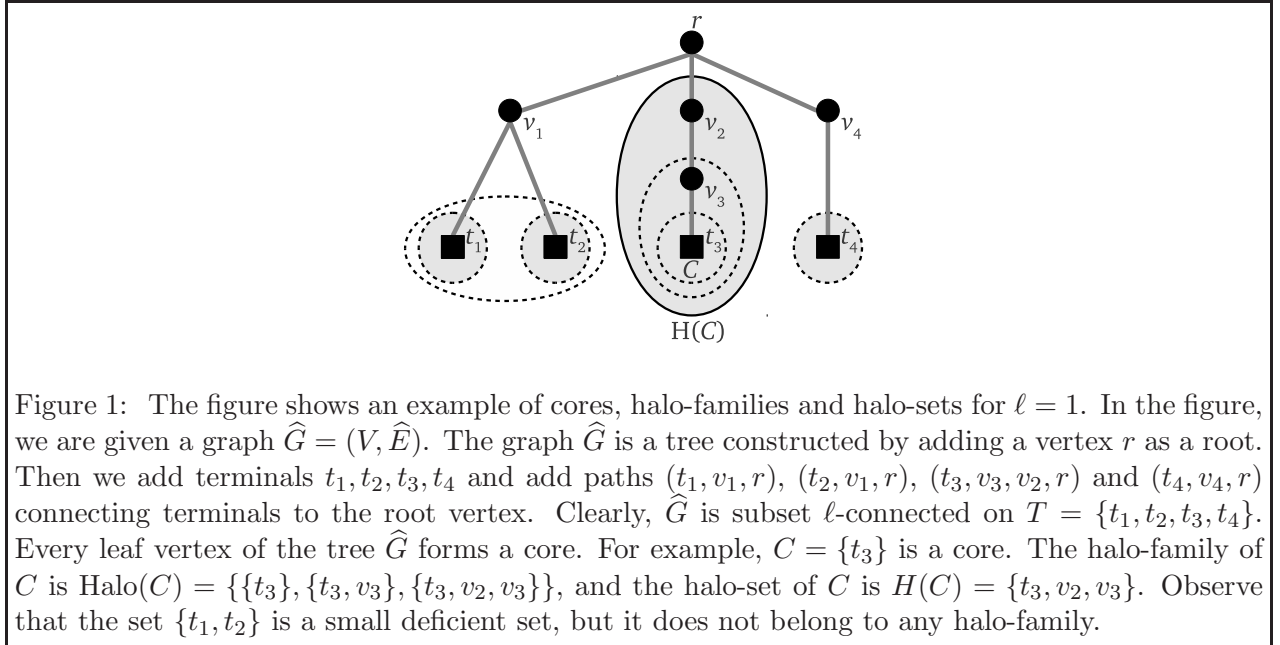 r
v₁ v₂ v₄
v₃
t₁ t₂ t₃ t₄
C
H(C)
Figure 1: The figure shows an example of cores, halo-families and halo-sets for ℓ = 1. In the figure,
we are given a graph Ĝ = (V, Ê). The graph Ĝ is a tree constructed by adding a vertex r as a root.
Then we add terminals t₁, t₂, t₃, t₄ and add paths (t₁, v₁, r), (t₂, v₁, r), (t₃, v₃, v₂, r) and (t₄, v₄, r)
connecting terminals to the root vertex. Clearly, Ĝ is subset ℓ-connected on T = {t₁, t₂, t₃, t₄}.
Every leaf vertex of the tree Ĝ forms a core. For example, C = {t₃} is a core. The halo-family of
C is Halo(C) = {{t₃}, {t₃, v₃}, {t₃, v₂, v₃}}, and the halo-set of C is H(C) = {t₃, v₂, v₃}. Observe
that the set {t₁, t₂} is a small deficient set, but it does not belong to any halo-family.